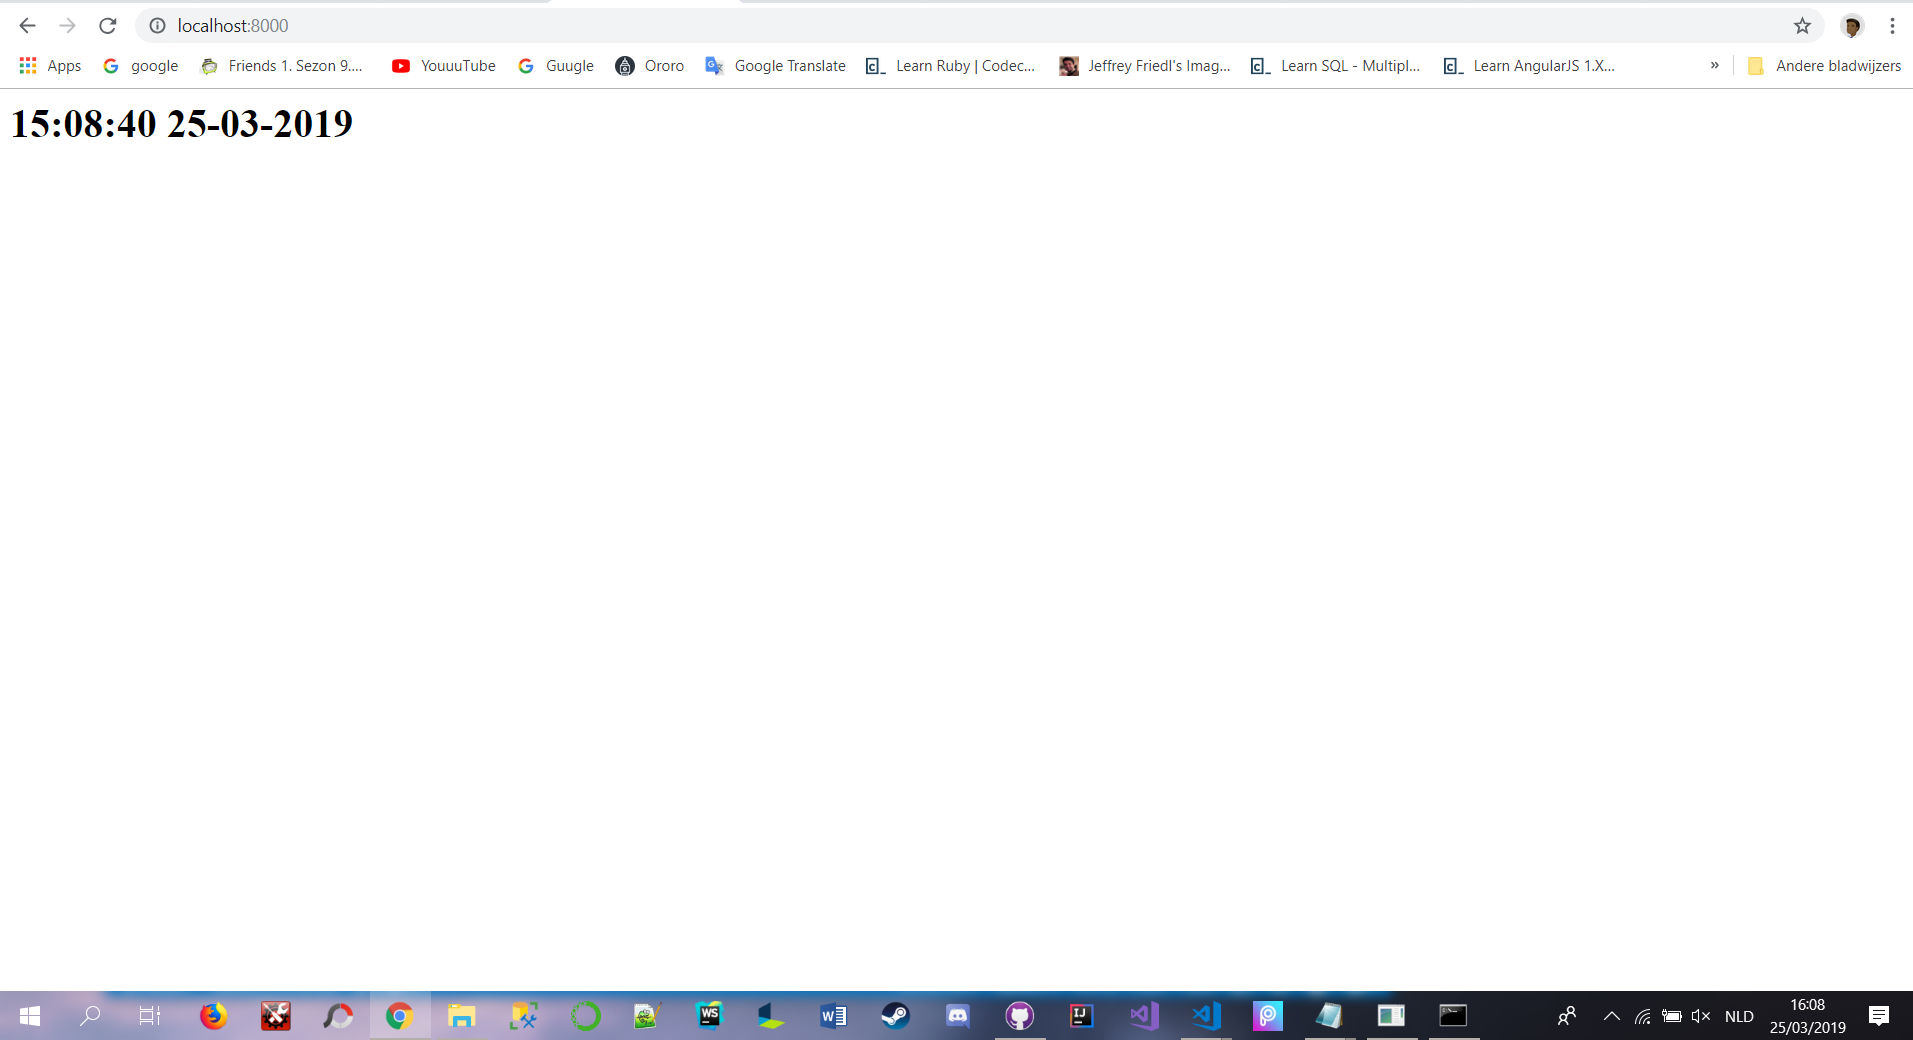 localhost:8000
Apps google Friends 1. Sezon 9.... YouuuTube Guugle Ororo Google Translate Learn Ruby | Codec... Jeffrey Friedl's Imag... Learn SQL - Multipl... Learn AngularJS 1.X... » Andere bladwijzers
15:08:40 25-03-2019
WS
W
IJ
NLD
16:08
25/03/2019